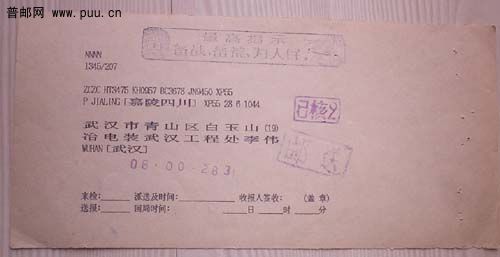 普邮网 www.puu.cn
最高指示
备战、备荒、为人民。
NNNN
1345/207
ZCZC HT3475 KH0957 BC3678 JN9450 XP55
P JIALING [嘉陵四川] XP55 28 6 1044
已核2
武汉市青山区白玉山(19)
冶电装武汉工程处李伟
WUHAN [武汉]
08·00-283
来检:
派送及时间:
收报人签收:
(盖章)
送报:
回局时间:
日
时
分